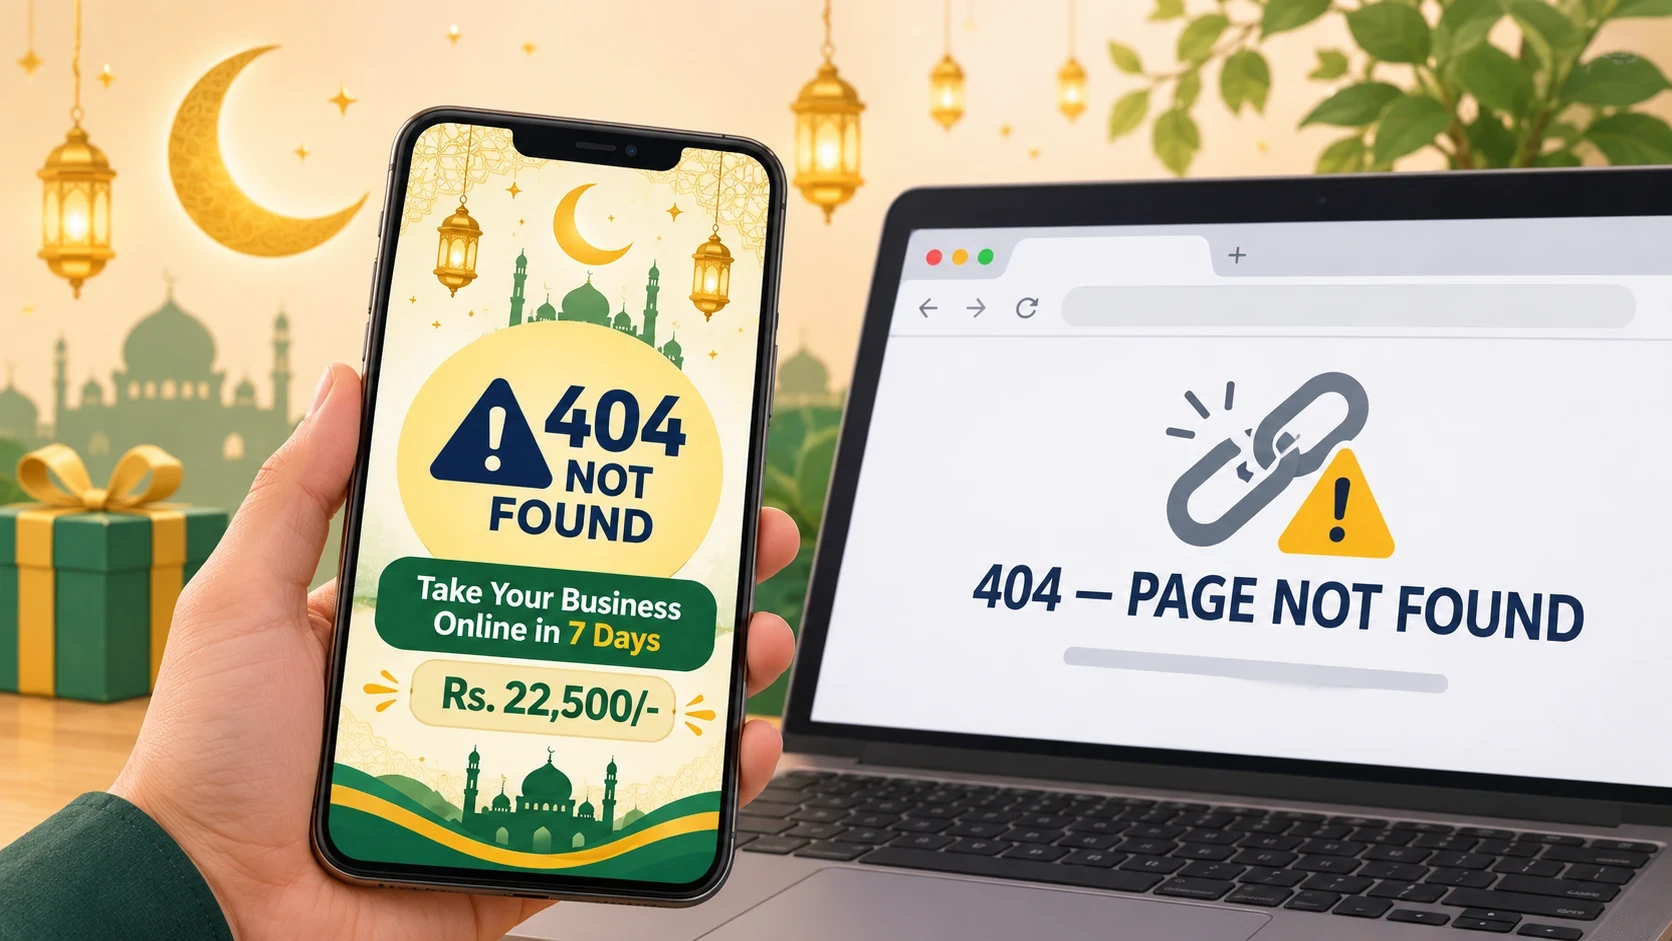 404
NOT
FOUND
Take Your Business
Online in 7 Days
Rs. 22,500/-
404 – PAGE NOT FOUND